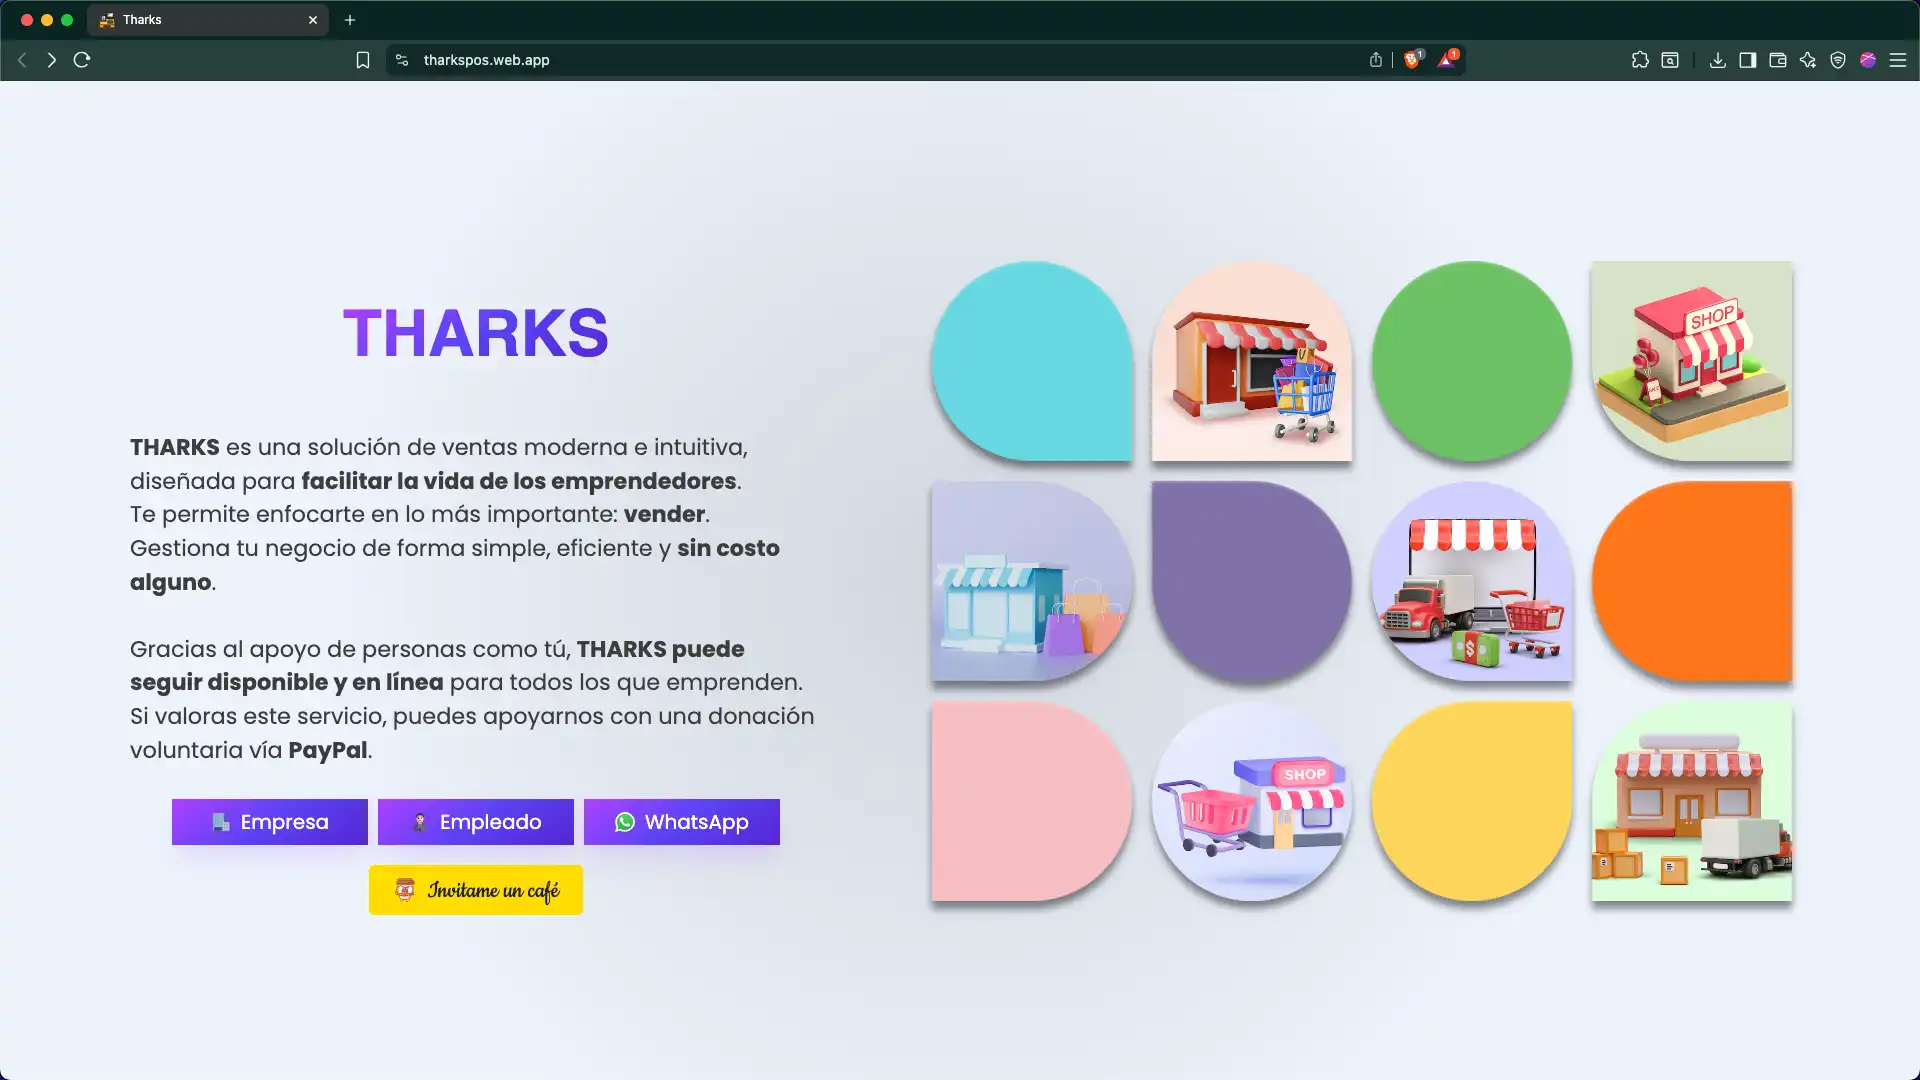 Tharks
tharkspos.web.app
1
1
THARKS
THARKS es una solución de ventas moderna e intuitiva,
diseñada para facilitar la vida de los emprendedores.
Te permite enfocarte en lo más importante: vender.
Gestiona tu negocio de forma simple, eficiente y sin costo
alguno.
Gracias al apoyo de personas como tú, THARKS puede
seguir disponible y en línea para todos los que emprenden.
Si valoras este servicio, puedes apoyarnos con una donación
voluntaria vía PayPal.
Empresa
Empleado
WhatsApp
Invitame un café
SHOP
$
SHOP